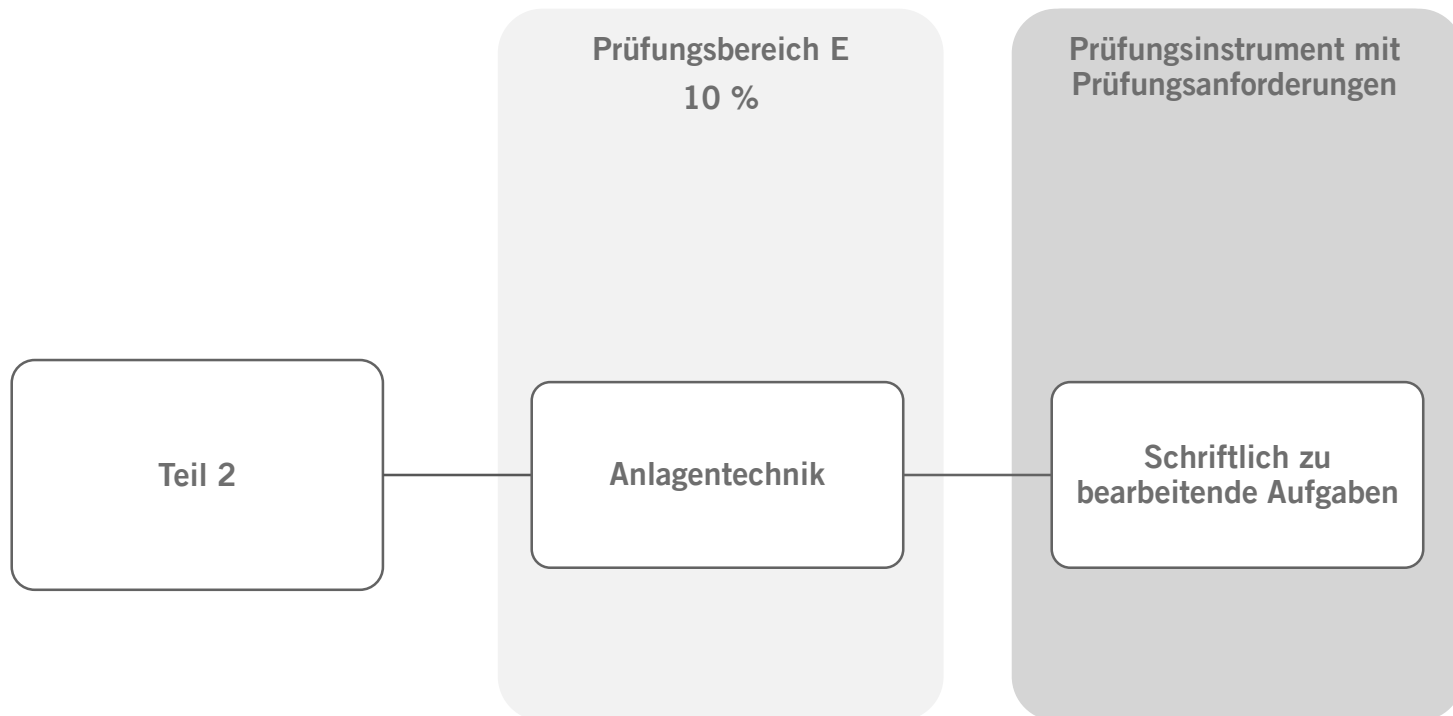 Prüfungsbereich E
10 %
Prüfungsinstrument mit
Prüfungsanforderungen
Teil 2
Anlagentechnik
Schriftlich zu
bearbeitende Aufgaben